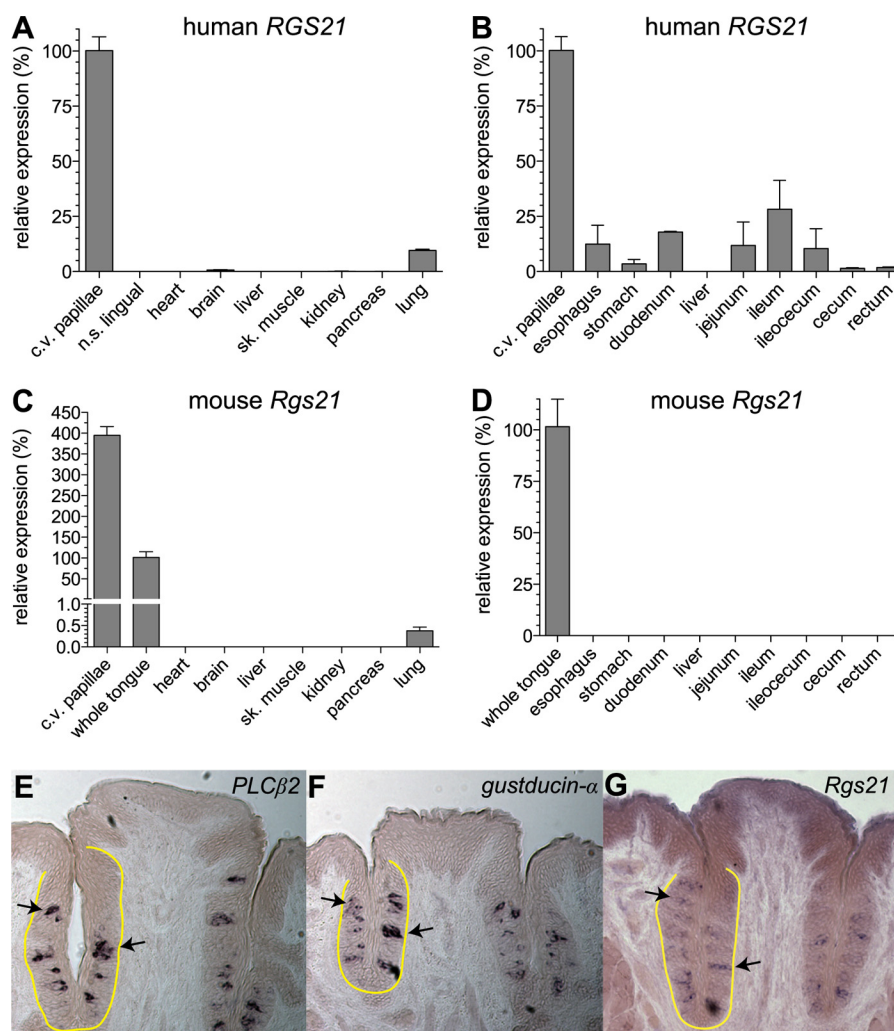 A
human RGS21
relative expression (%)
100
75
50
25
0
c.v. papillae
n.s. lingual
heart
brain
liver
sk. muscle
kidney
pancreas
lung
B
human RGS21
relative expression (%)
100
75
50
25
0
c.v. papillae
esophagus
stomach
duodenum
liver
jejunum
ileum
ileocecum
cecum
rectum
C
mouse Rgs21
relative expression (%)
450
400
350
300
250
200
150
100
50
1.0
0.5
0.0
c.v. papillae
whole tongue
heart
brain
liver
sk. muscle
kidney
pancreas
lung
D
mouse Rgs21
relative expression (%)
100
75
50
25
0
whole tongue
esophagus
stomach
duodenum
liver
jejunum
ileum
ileocecum
cecum
rectum
E
PLCβ2
F
gustducin-α
G
Rgs21